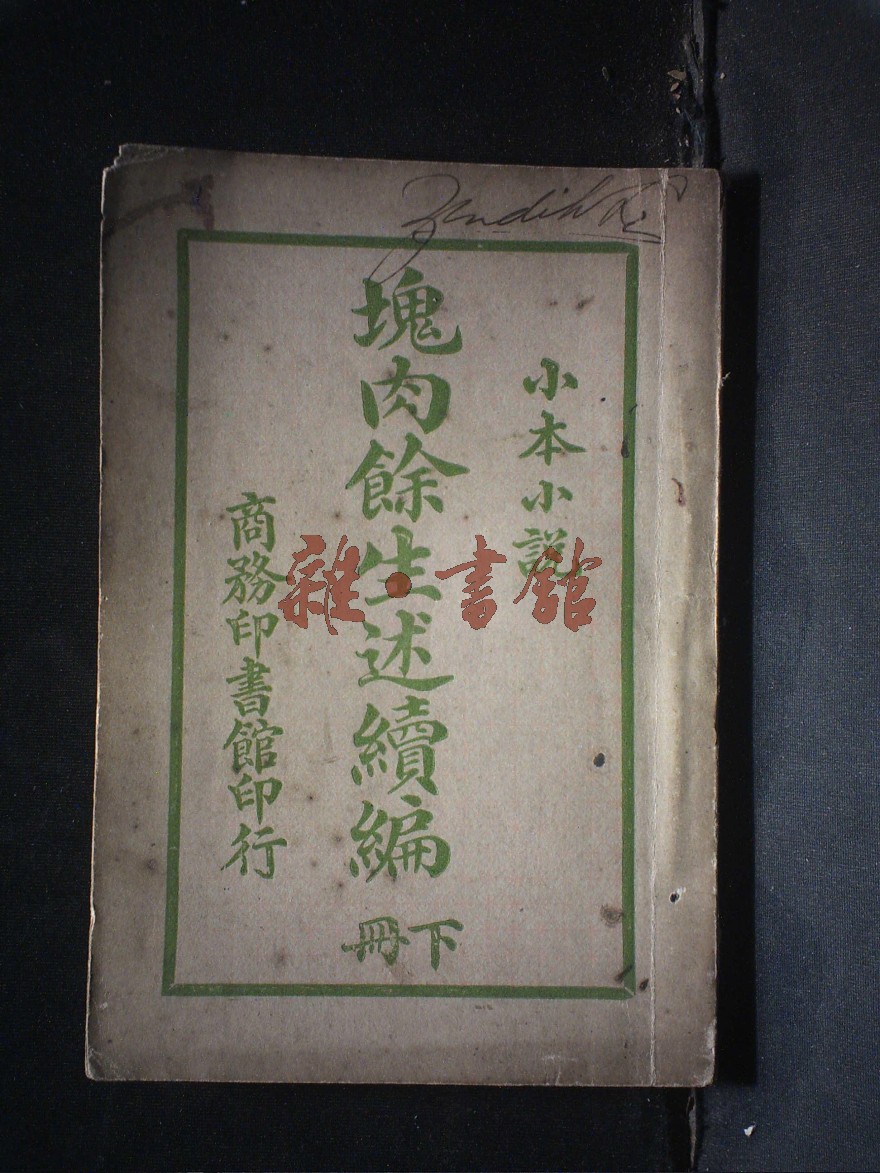 小本小說
塊肉餘生述續編
下冊
商務印書館印行
雜·書館